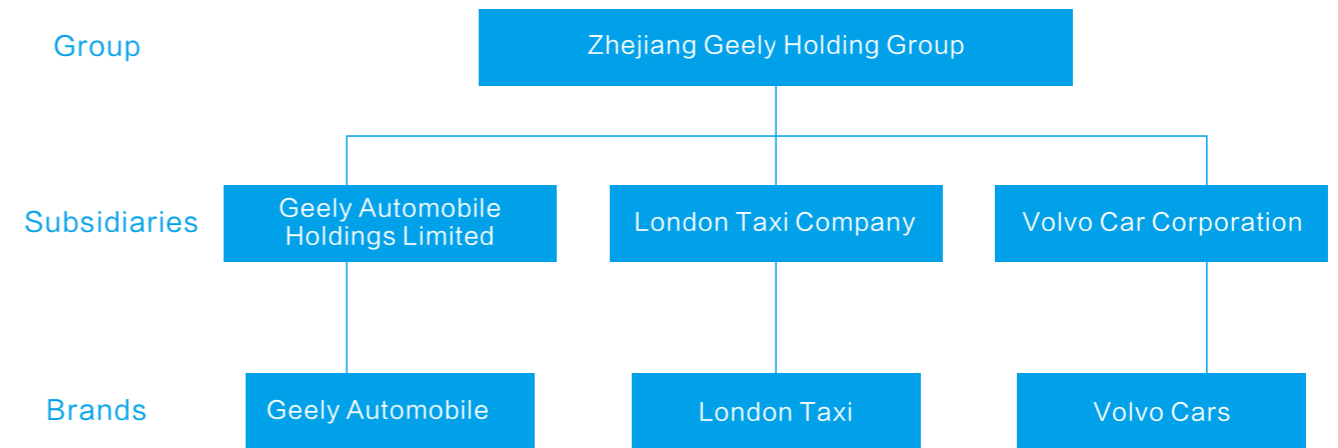 Group
Zhejiang Geely Holding Group
Subsidiaries
Geely Automobile
Holdings Limited
London Taxi Company
Volvo Car Corporation
Brands
Geely Automobile
London Taxi
Volvo Cars